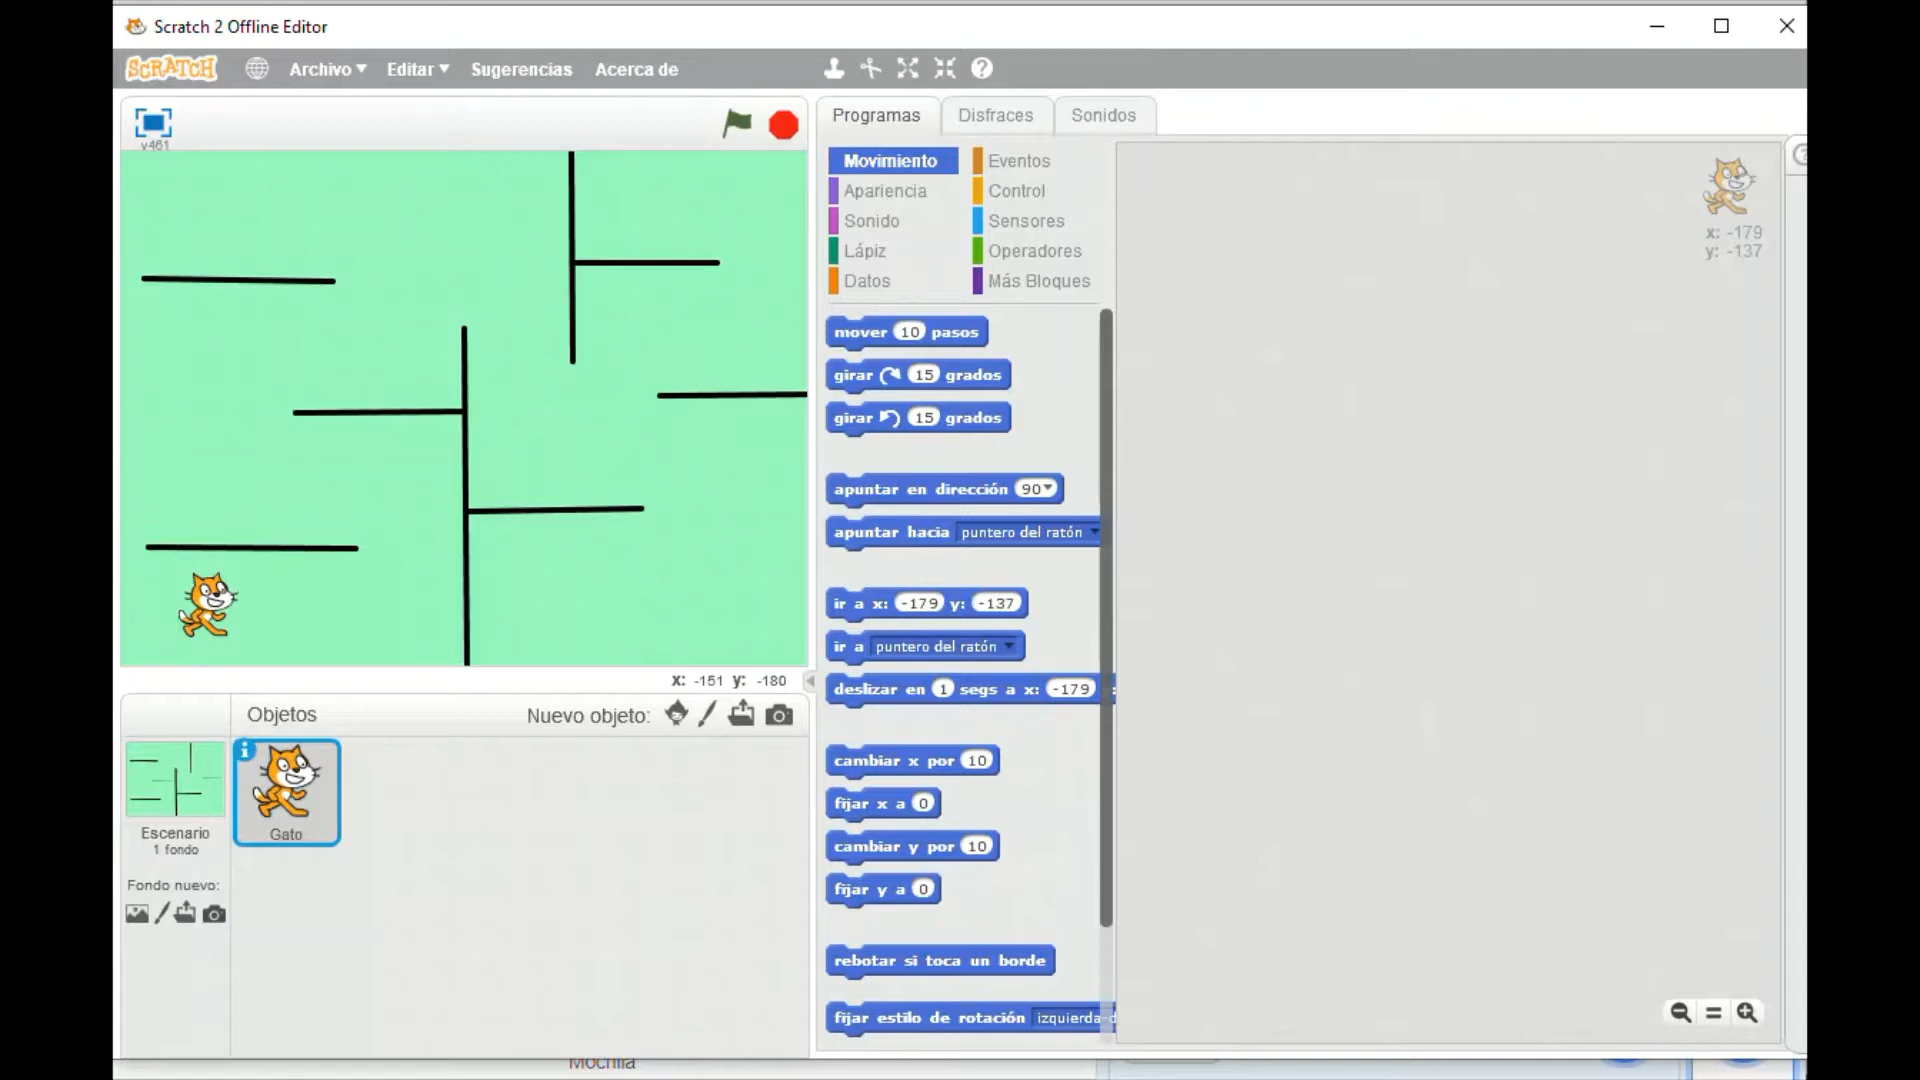 Scratch 2 Offline Editor
SCRATCH
Archivo
Editar
Sugerencias
Acerca de
v461
Programas
Disfraces
Sonidos
Movimiento
Apariencia
Sonido
Lápiz
Datos
Eventos
Control
Sensores
Operadores
Más Bloques
x: -179
y: -137
mover 10 pasos
girar 15 grados
girar 15 grados
apuntar en dirección 90
apuntar hacia puntero del ratón
ir a x: -179 y: -137
ir a puntero del ratón
deslizar en 1 segs a x: -179
cambiar x por 10
fijar x a 0
cambiar y por 10
fijar y a 0
rebotar si toca un borde
fijar estilo de rotación izquierda-d
x: -151 y: -180
Objetos
Nuevo objeto:
Escenario
1 fondo
Gato
Fondo nuevo:
Mochila